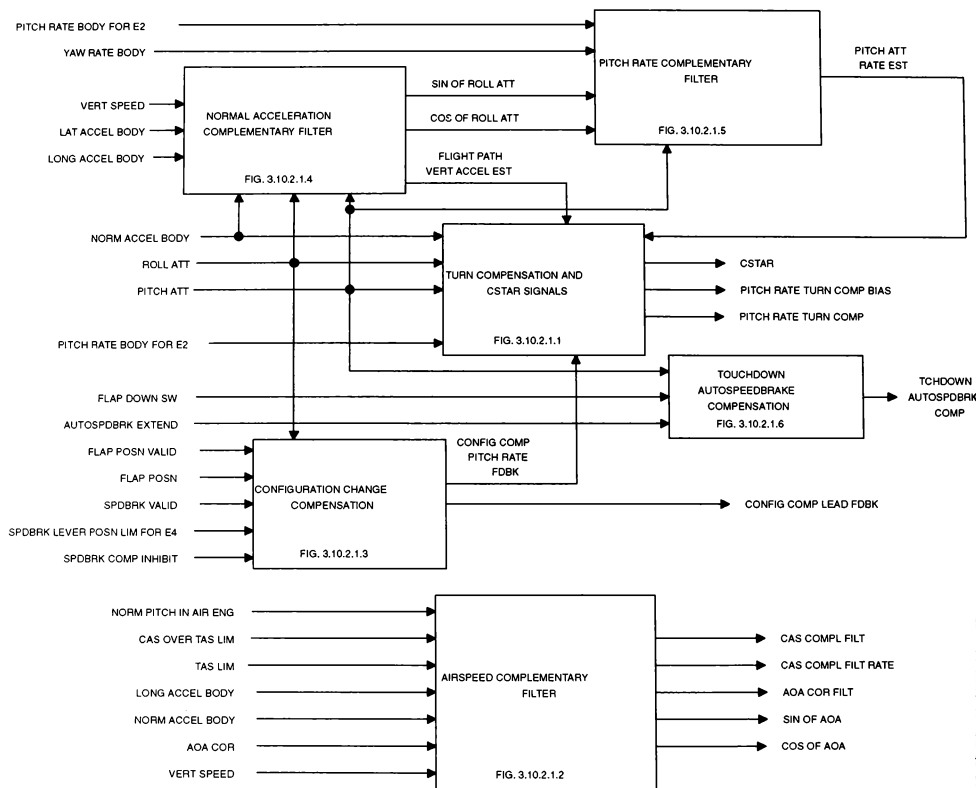 PITCH RATE BODY FOR E2
YAW RATE BODY
PITCH RATE COMPLEMENTARY
FILTER
FIG. 3.10.2.1.5
PITCH ATT
RATE EST
VERT SPEED
LAT ACCEL BODY
LONG ACCEL BODY
NORMAL ACCELERATION
COMPLEMENTARY FILTER
FIG. 3.10.2.1.4
SIN OF ROLL ATT
COS OF ROLL ATT
FLIGHT PATH
VERT ACCEL EST
NORM ACCEL BODY
ROLL ATT
PITCH ATT
PITCH RATE BODY FOR E2
TURN COMPENSATION AND
CSTAR SIGNALS
FIG. 3.10.2.1.1
CSTAR
PITCH RATE TURN COMP BIAS
PITCH RATE TURN COMP
FLAP DOWN SW
AUTOSPDBRK EXTEND
TOUCHDOWN
AUTOSPEEDBRAKE
COMPENSATION
FIG. 3.10.2.1.6
TCHDOWN
AUTOSPDBRK
COMP
FLAP POSN VALID
FLAP POSN
SPDBRK VALID
SPDBRK LEVER POSN LIM FOR E4
SPDBRK COMP INHIBIT
CONFIGURATION CHANGE
COMPENSATION
FIG. 3.10.2.1.3
CONFIG COMP
PITCH RATE
FDBK
CONFIG COMP LEAD FDBK
NORM PITCH IN AIR ENG
CAS OVER TAS LIM
TAS LIM
LONG ACCEL BODY
NORM ACCEL BODY
AOA COR
VERT SPEED
AIRSPEED COMPLEMENTARY
FILTER
FIG. 3.10.2.1.2
CAS COMPL FILT
CAS COMPL FILT RATE
AOA COR FILT
SIN OF AOA
COS OF AOA